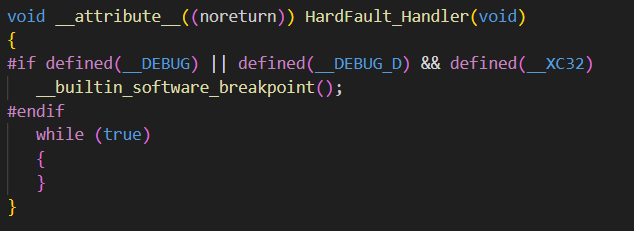 void __attribute__((noreturn)) HardFault_Handler(void)
{
#if defined(__DEBUG) || defined(__DEBUG_D) && defined(__XC32)
   __builtin_software_breakpoint();
#endif
   while (true)
   {
   }
}